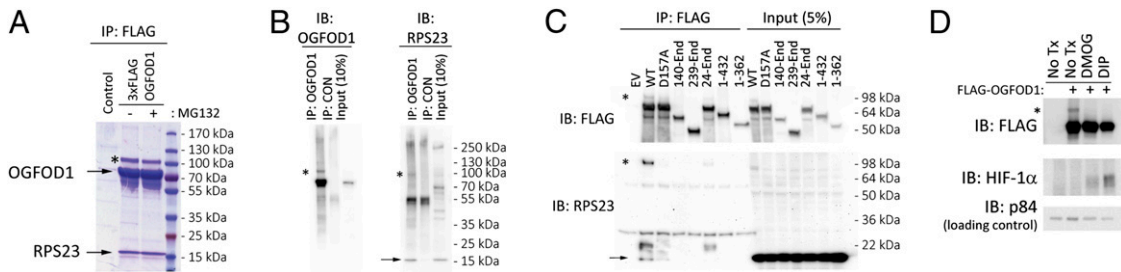 A
IP: FLAG
Control
3xFLAG
OGFOD1
- + : MG132
- 170 kDa
- 130 kDa
- 100 kDa
- 70 kDa
- 55 kDa
- 35 kDa
- 25 kDa
- 15 kDa
*
OGFOD1
RPS23
B
IB:
OGFOD1
IP: OGFOD1
IP: CON
Input (10%)
*
IB:
RPS23
IP: OGFOD1
IP: CON
Input (10%)
*
- 250 kDa
- 130 kDa
- 100 kDa
- 70 kDa
- 55 kDa
- 35 kDa
- 25 kDa
- 15 kDa
C
IP: FLAG
Input (5%)
EV
WT
D157A
140-End
239-End
24-End
1-432
1-362
WT
D157A
140-End
239-End
24-End
1-432
1-362
*
IB: FLAG
- 98 kDa
- 64 kDa
- 50 kDa
*
IB: RPS23
- 98 kDa
- 64 kDa
- 50 kDa
- 36 kDa
- 22 kDa
- 16 kDa
D
No Tx
No Tx
DMOG
DIP
FLAG-OGFOD1: + + +
*
IB: FLAG
IB: HIF-1α
IB: p84
(loading control)